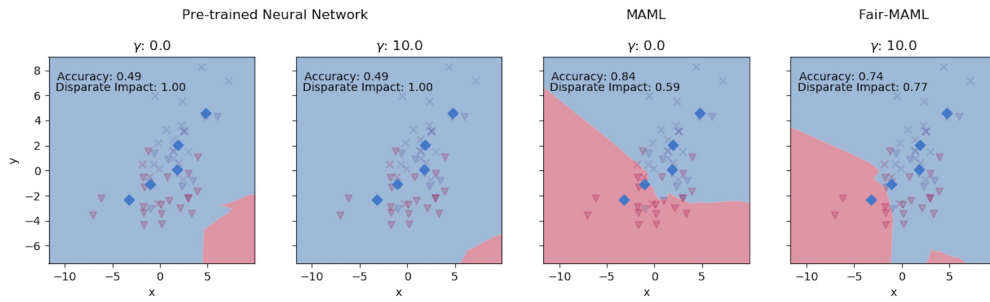 Pre-trained Neural Network
MAML
Fair-MAML
γ: 0.0
γ: 10.0
γ: 0.0
γ: 10.0
Accuracy: 0.49
Disparate Impact: 1.00
Accuracy: 0.49
Disparate Impact: 1.00
Accuracy: 0.84
Disparate Impact: 0.59
Accuracy: 0.74
Disparate Impact: 0.77
y
8
6
4
2
0
−2
−4
−6
−10 −5 0 5
−10 −5 0 5
−10 −5 0 5
−10 −5 0 5
x
x
x
x